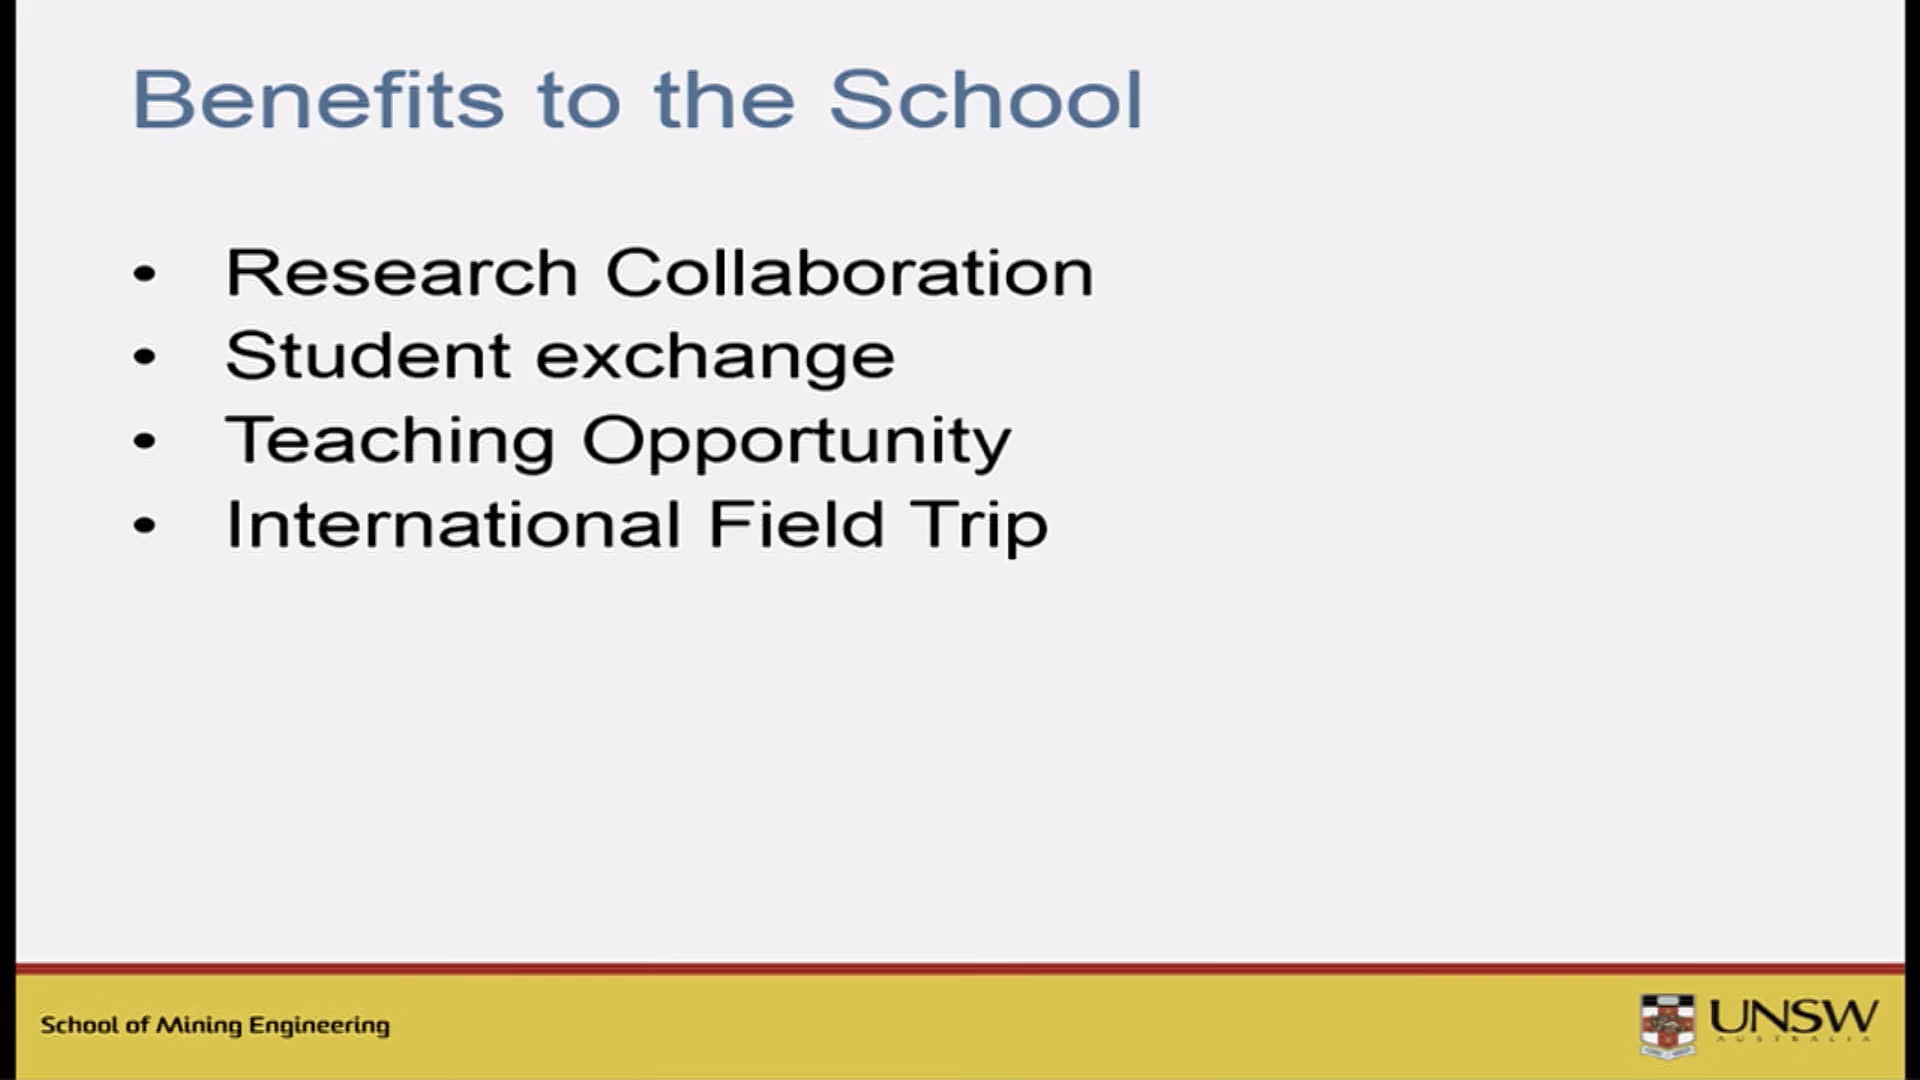 Benefits to the School
• Research Collaboration
• Student exchange
• Teaching Opportunity
• International Field Trip
School of Mining Engineering
UNSW
AUSTRALIA